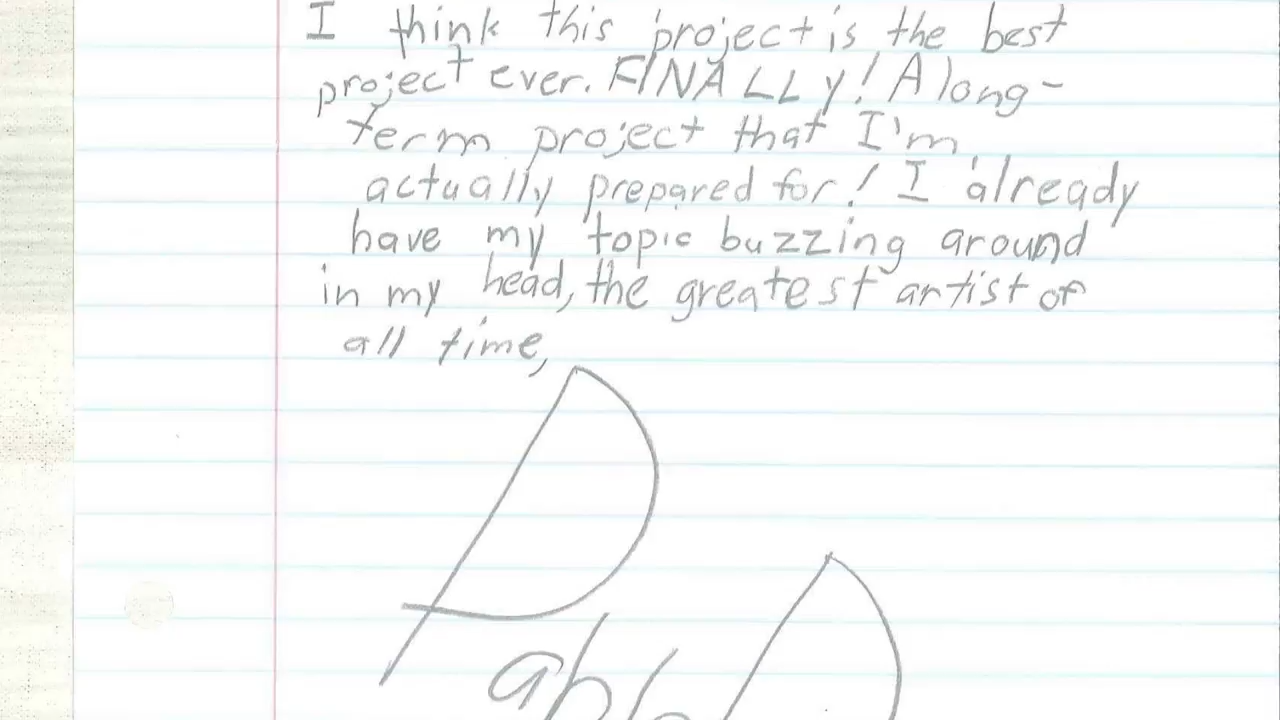 I think this project is the best
project ever. FINALLy! A long-
term project that I'm
actually prepared for! I already
have my topic buzzing around
in my head, the greatest artist of
all time,
Pablo P